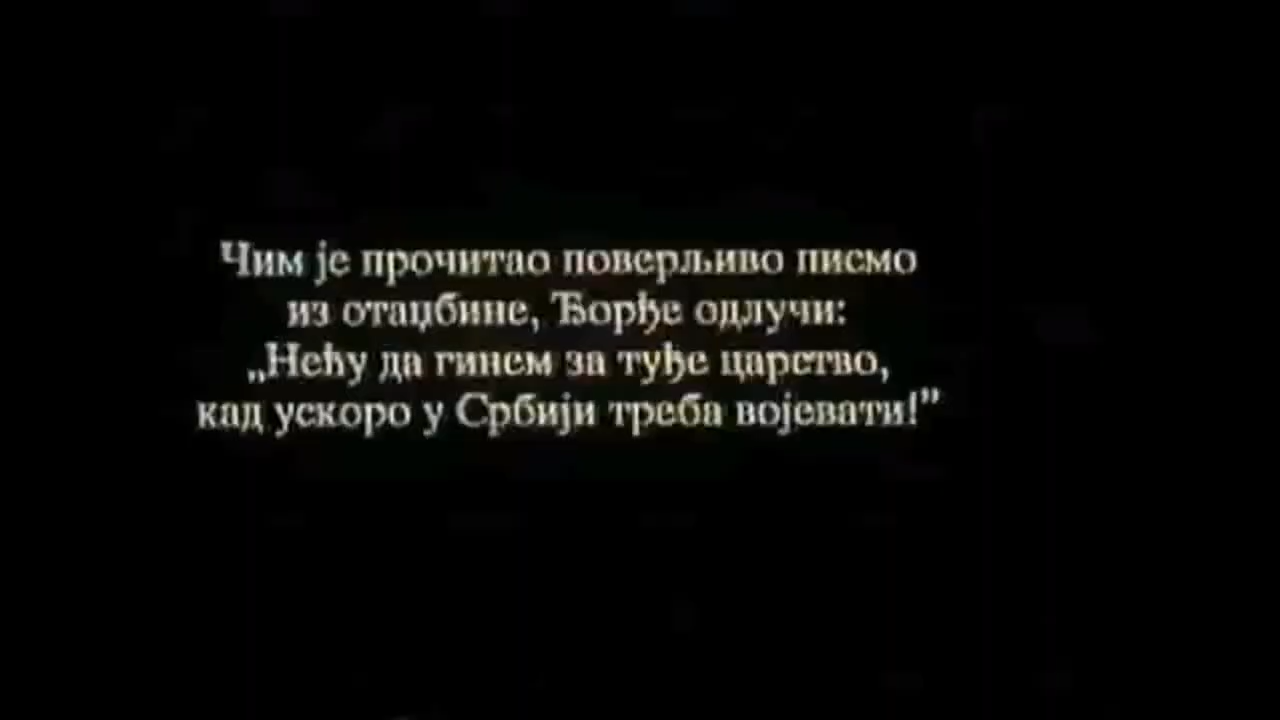 Чим је прочитао поверљиво писмо
из отаџбине, Ђорђе одлучи:
„Нећу да гинем за туђе царство,
кад ускоро у Србији треба војевати!”